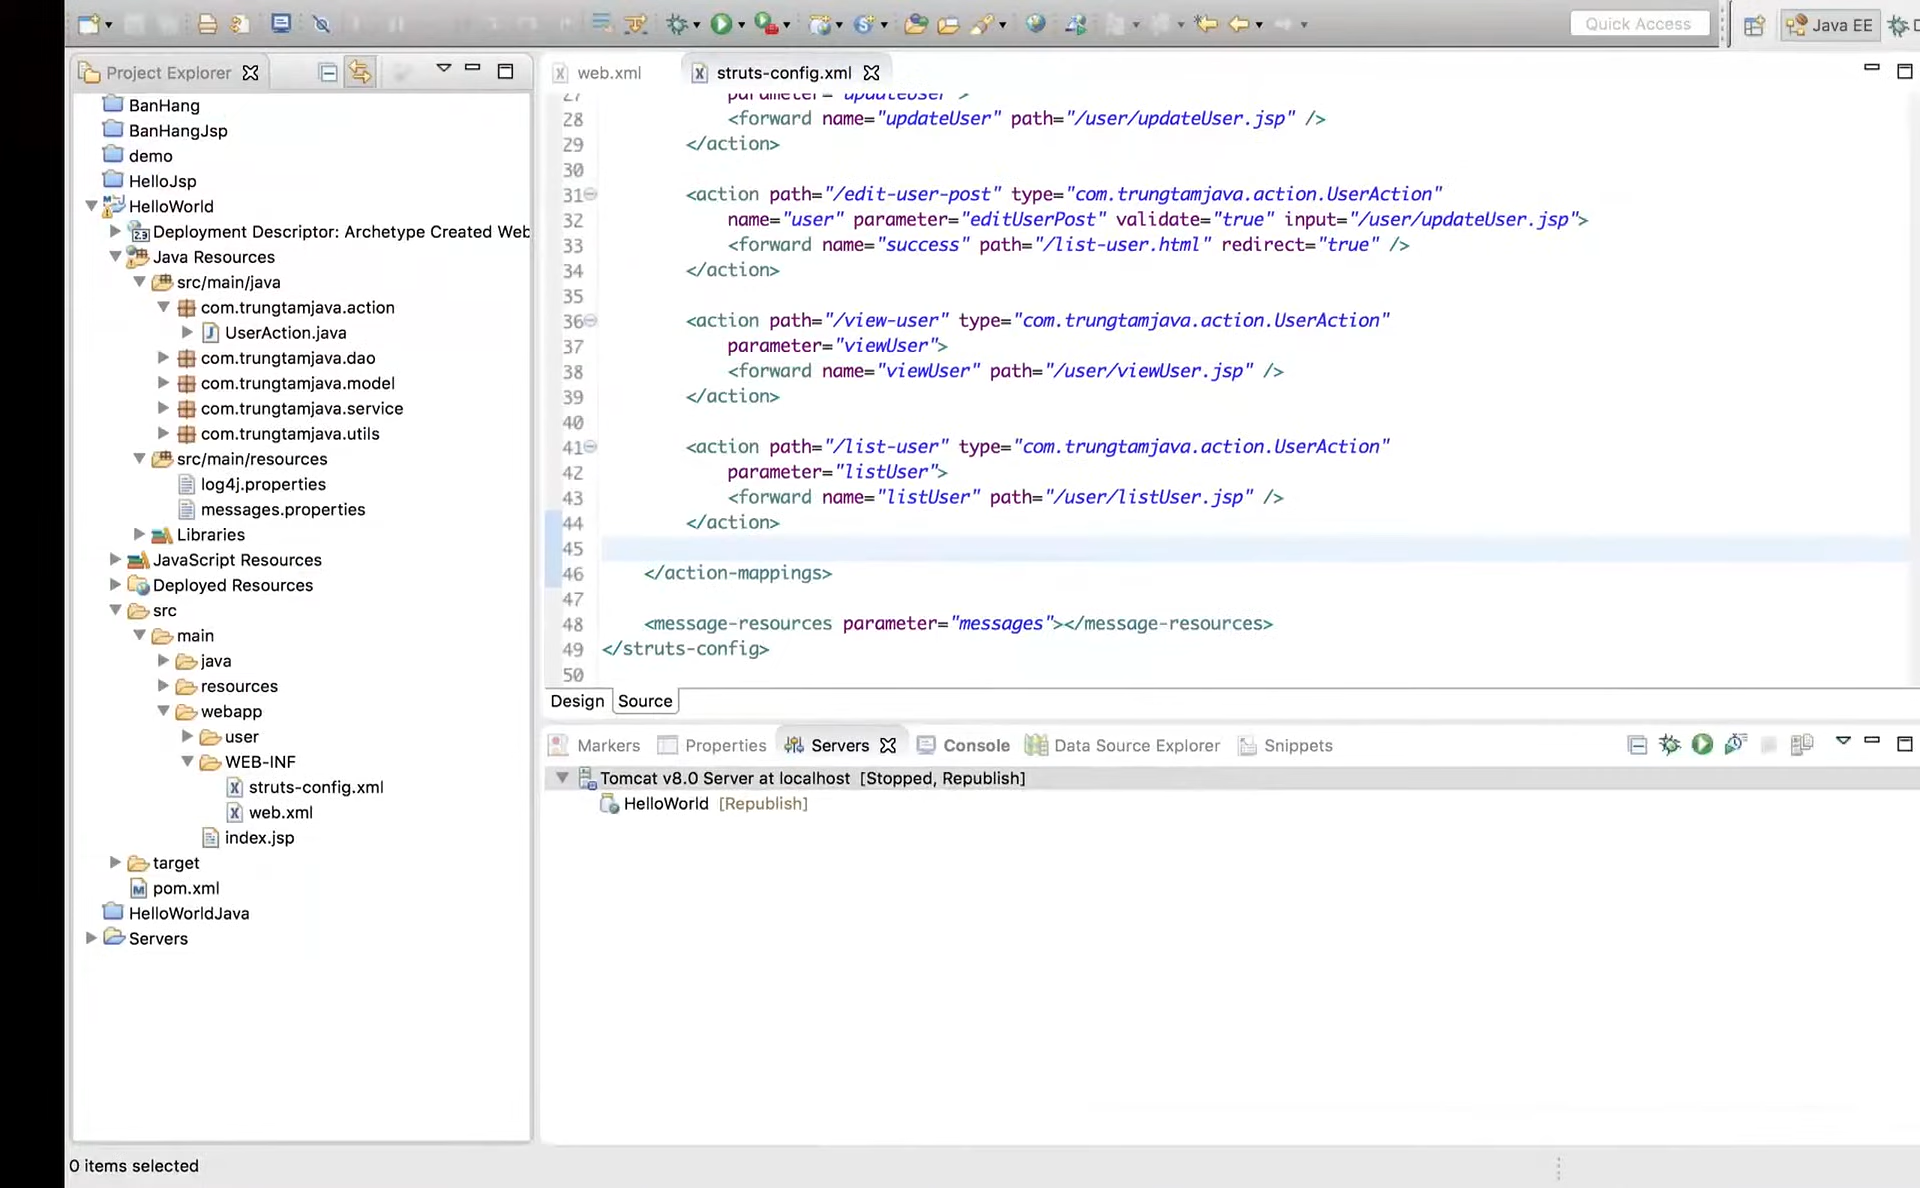 Quick Access
Java EE
Project Explorer
web.xml
struts-config.xml
BanHang
BanHangJsp
demo
HelloJsp
HelloWorld
Deployment Descriptor: Archetype Created Web
Java Resources
src/main/java
com.trungtamjava.action
UserAction.java
com.trungtamjava.dao
com.trungtamjava.model
com.trungtamjava.service
com.trungtamjava.utils
src/main/resources
log4j.properties
messages.properties
Libraries
JavaScript Resources
Deployed Resources
src
main
java
resources
webapp
user
WEB-INF
struts-config.xml
web.xml
index.jsp
target
pom.xml
HelloWorldJava
Servers
27 parameter="updateUser">
28 <forward name="updateUser" path="/user/updateUser.jsp" />
29 </action>
30
31 <action path="/edit-user-post" type="com.trungtamjava.action.UserAction"
32 name="user" parameter="editUserPost" validate="true" input="/user/updateUser.jsp">
33 <forward name="success" path="/list-user.html" redirect="true" />
34 </action>
35
36 <action path="/view-user" type="com.trungtamjava.action.UserAction"
37 parameter="viewUser">
38 <forward name="viewUser" path="/user/viewUser.jsp" />
39 </action>
40
41 <action path="/list-user" type="com.trungtamjava.action.UserAction"
42 parameter="listUser">
43 <forward name="listUser" path="/user/listUser.jsp" />
44 </action>
45
46 </action-mappings>
47
48 <message-resources parameter="messages"></message-resources>
49 </struts-config>
50
Design Source
Markers Properties Servers Console Data Source Explorer Snippets
Tomcat v8.0 Server at localhost [Stopped, Republish]
HelloWorld [Republish]
0 items selected